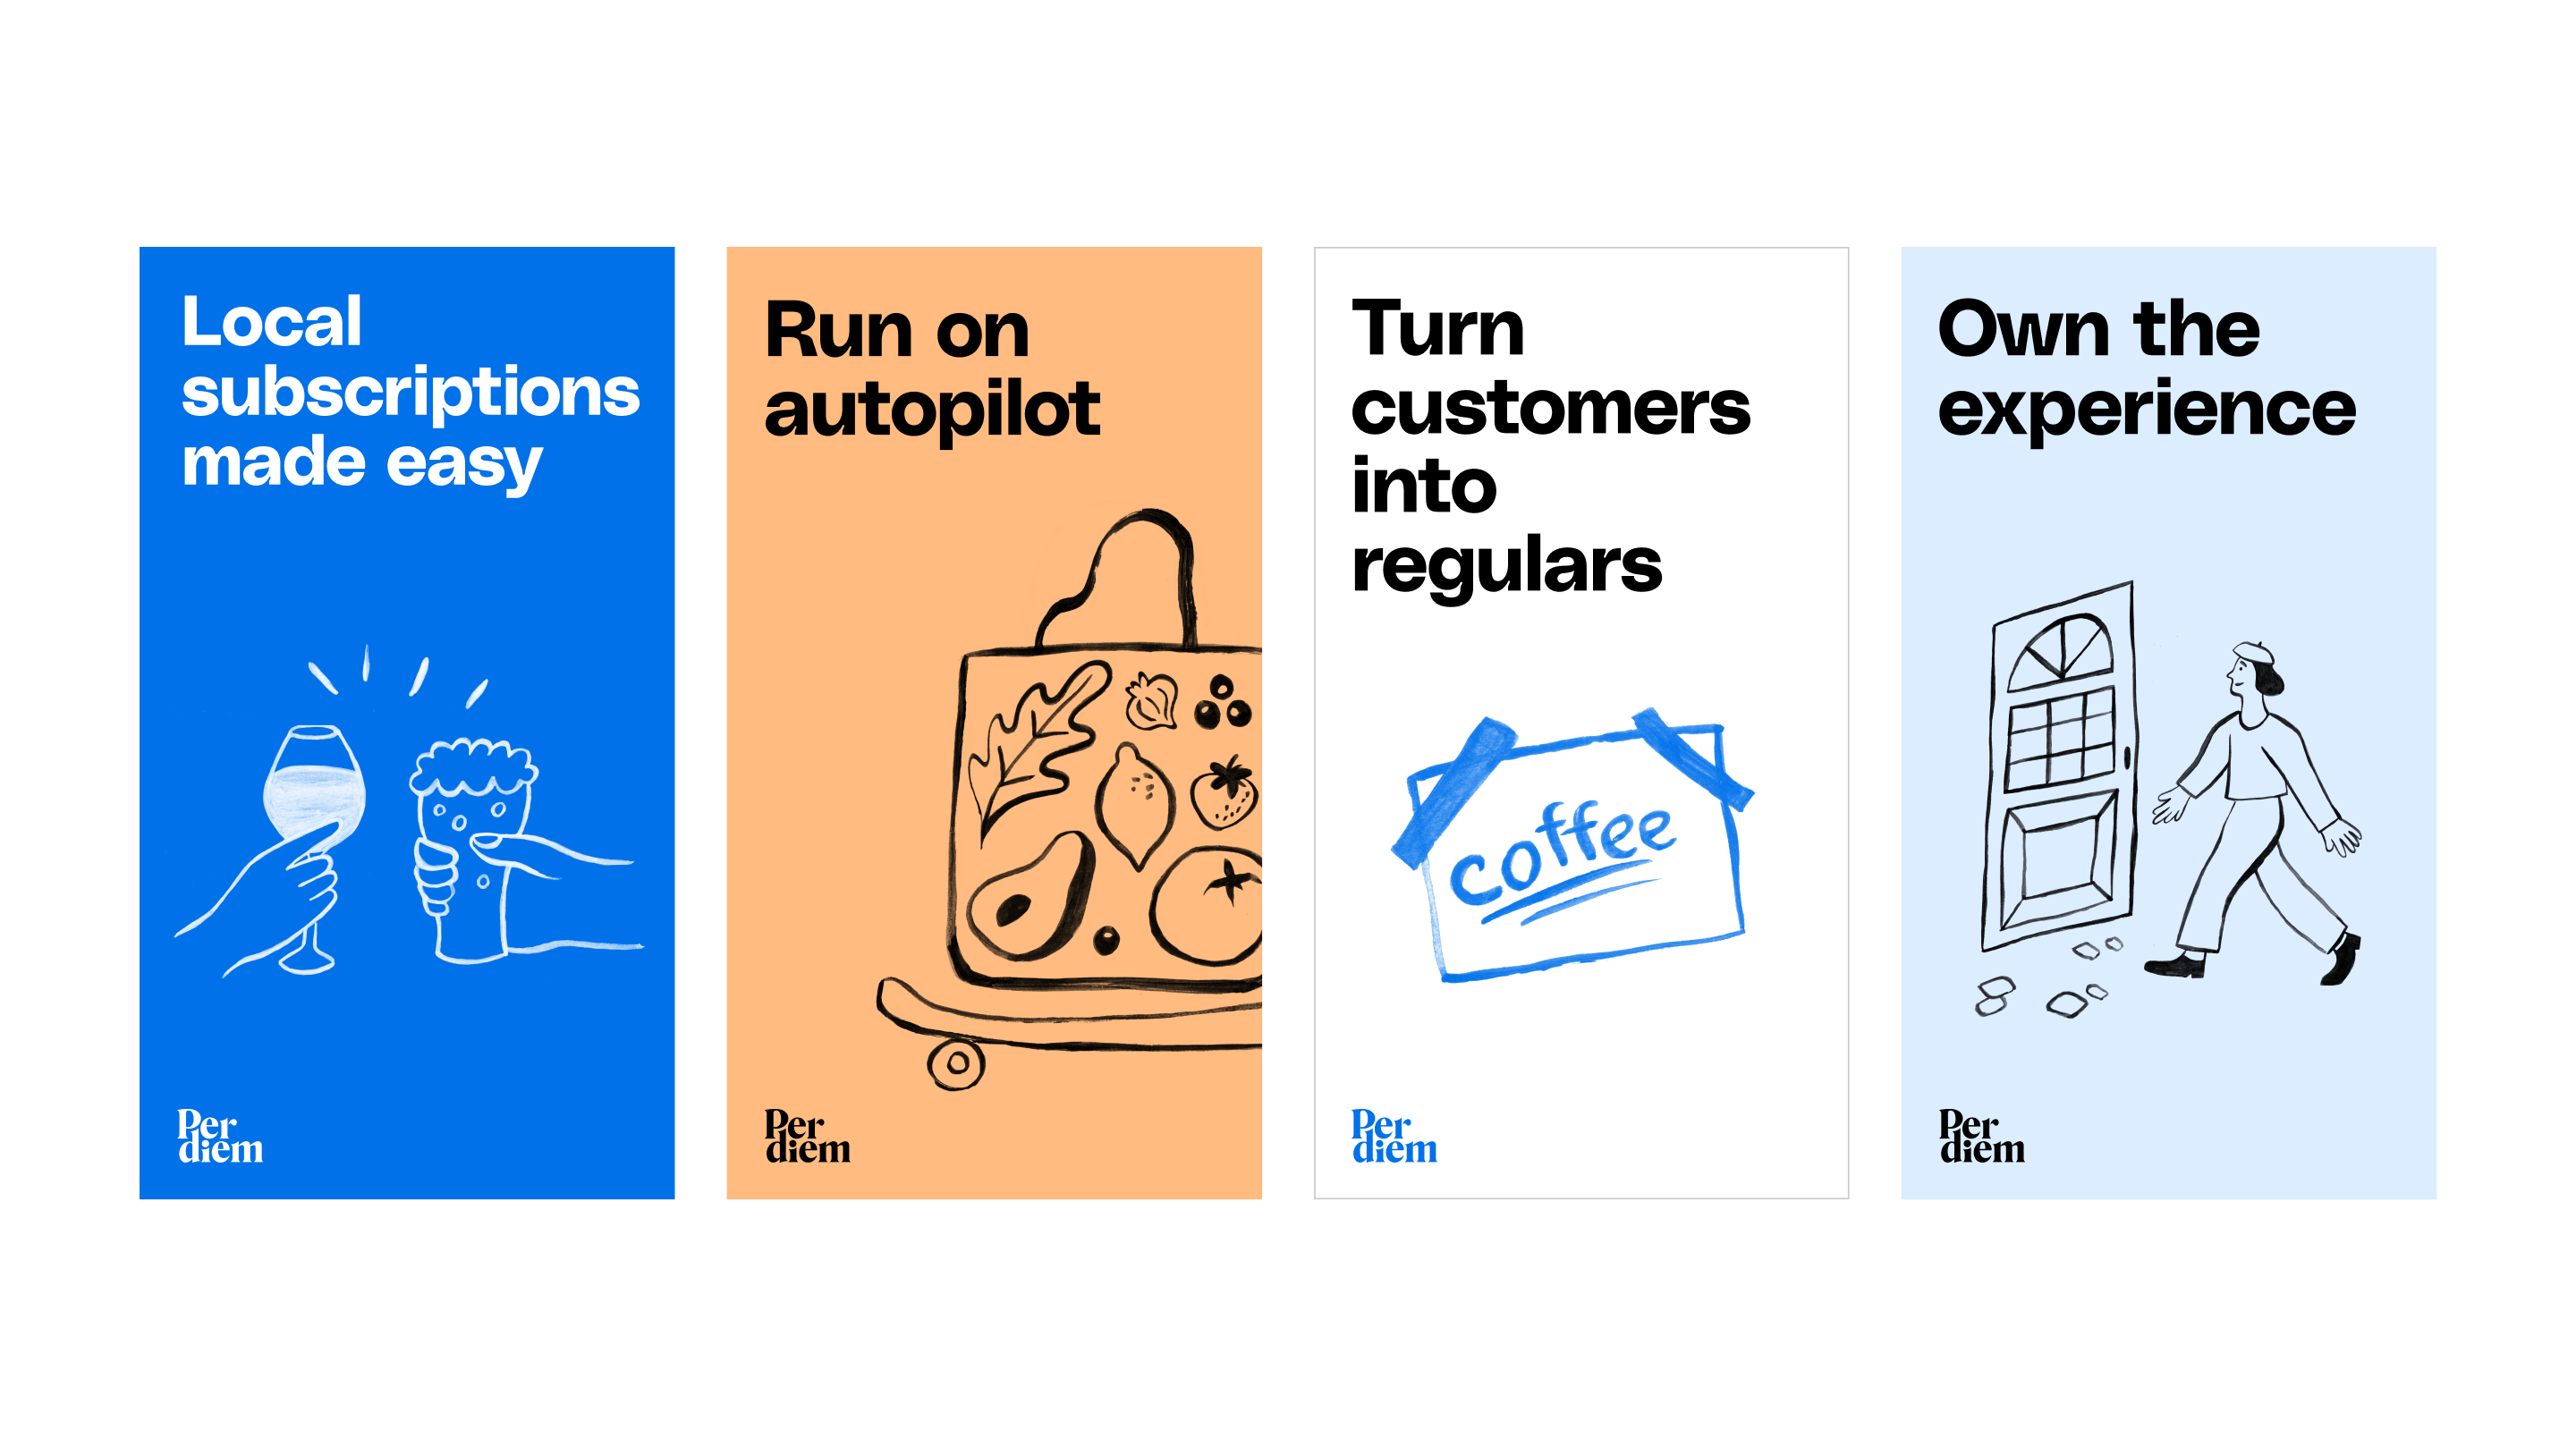 Local
subscriptions
made easy
Per
diem
Run on
autopilot
Per
diem
Turn
customers
into
regulars
coffee
Per
diem
Own the
experience
Per
diem